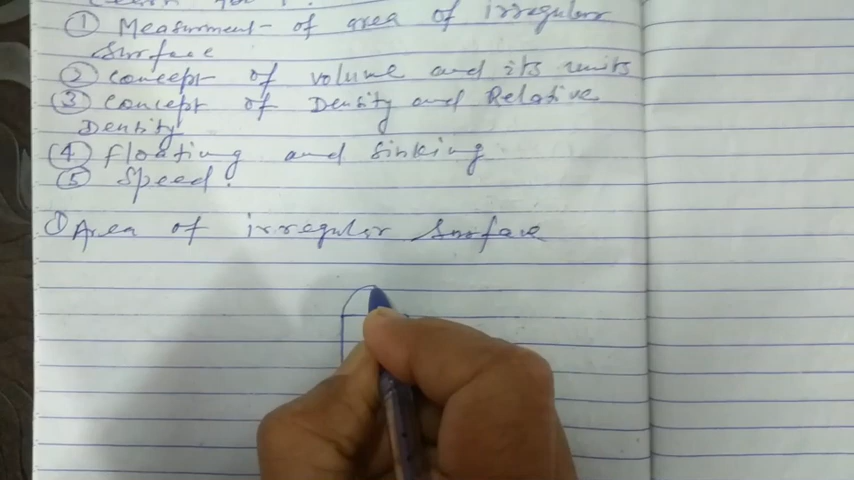 ① Measurment of area of irregular
surface
② concept of volume and its units
③ concept of Density and Relative
Density
④ floating and sinking
⑤ Speed.
① Area of irregular surface